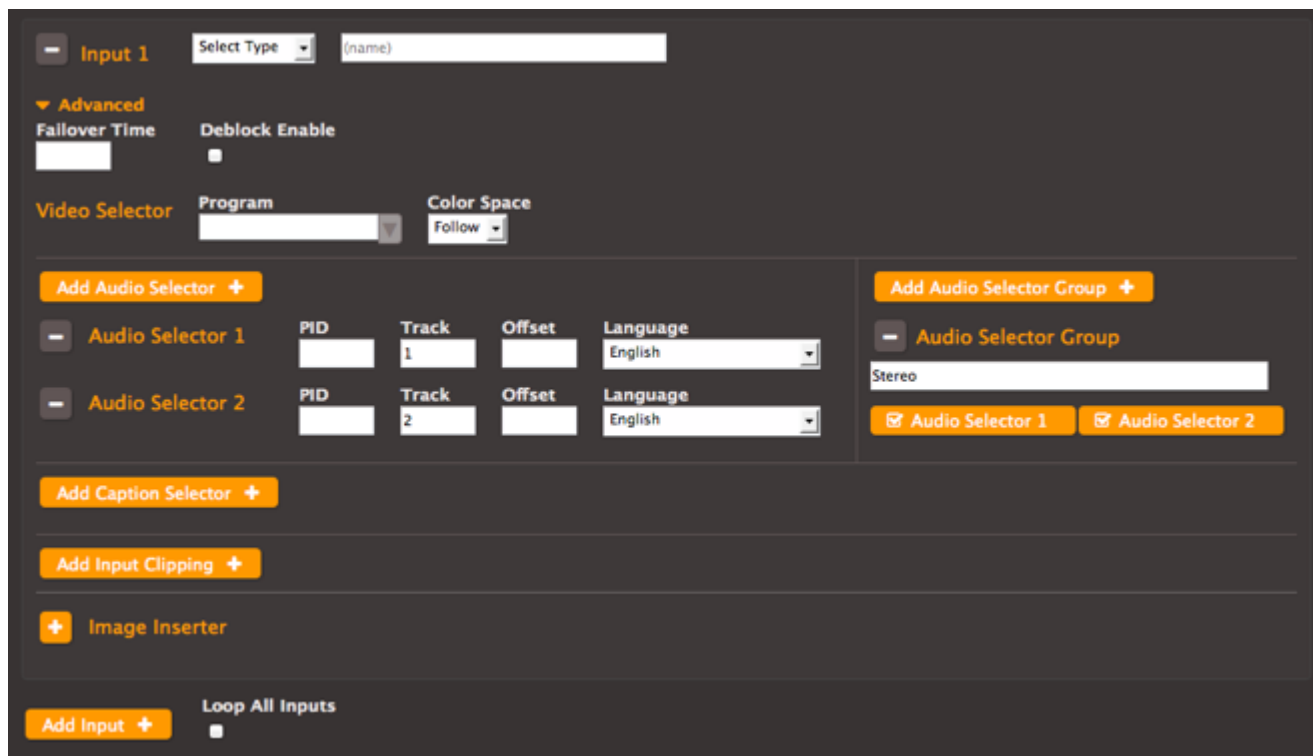 Input 1 Select Type (name)
Advanced
Failover Time Deblock Enable
Video Selector Program Color Space
Follow
Add Audio Selector Add Audio Selector Group
Audio Selector 1 PID Track Offset Language
1 English
Audio Selector Group
Stereo
Audio Selector 2 PID Track Offset Language
2 English
Audio Selector 1 Audio Selector 2
Add Caption Selector
Add Input Clipping
Image Inserter
Add Input Loop All Inputs